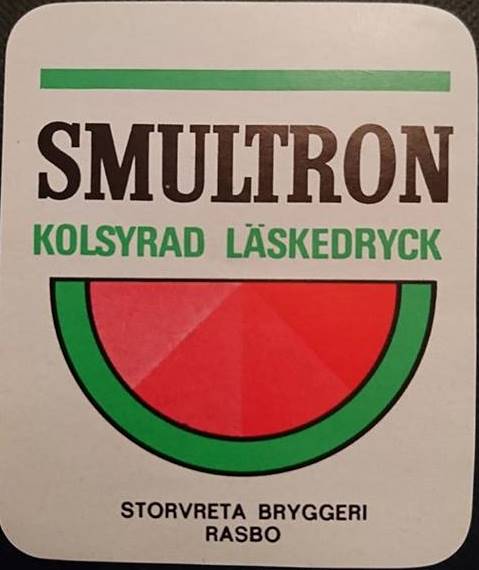 SMULTRON
KOLSYRAD LÄSKEDRYCK
STORVRETA BRYGGERI
RASBO